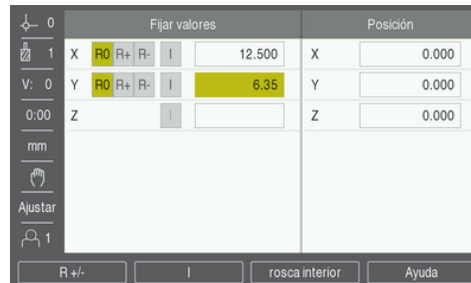 0 Fijar valores Posición
1 X R0 R+ R- I 12.500 X 0.000
V: 0 Y R0 R+ R- I 6.35 Y 0.000
0:00 Z I Z 0.000
mm
Ajustar
1
R +/- I rosca interior Ayuda